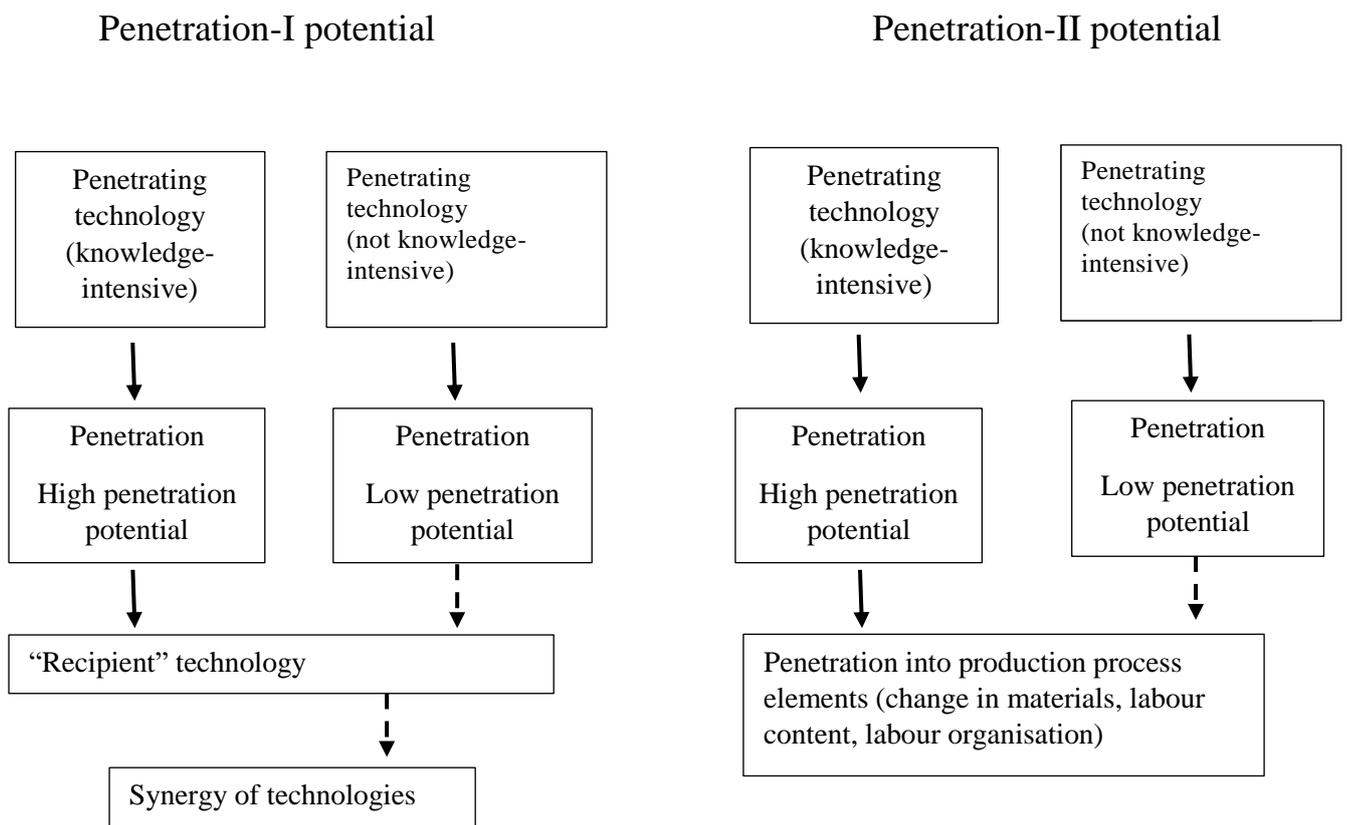 Penetration-I potential
Penetration-II potential
Penetrating
technology
(knowledge-
intensive)
Penetrating
technology
(not knowledge-
intensive)
Penetrating
technology
(knowledge-
intensive)
Penetrating
technology
(not knowledge-
intensive)
Penetration
High penetration
potential
Penetration
Low penetration
potential
Penetration
High penetration
potential
Penetration
Low penetration
potential
“Recipient” technology
Penetration into production process
elements (change in materials, labour
content, labour organisation)
Synergy of technologies